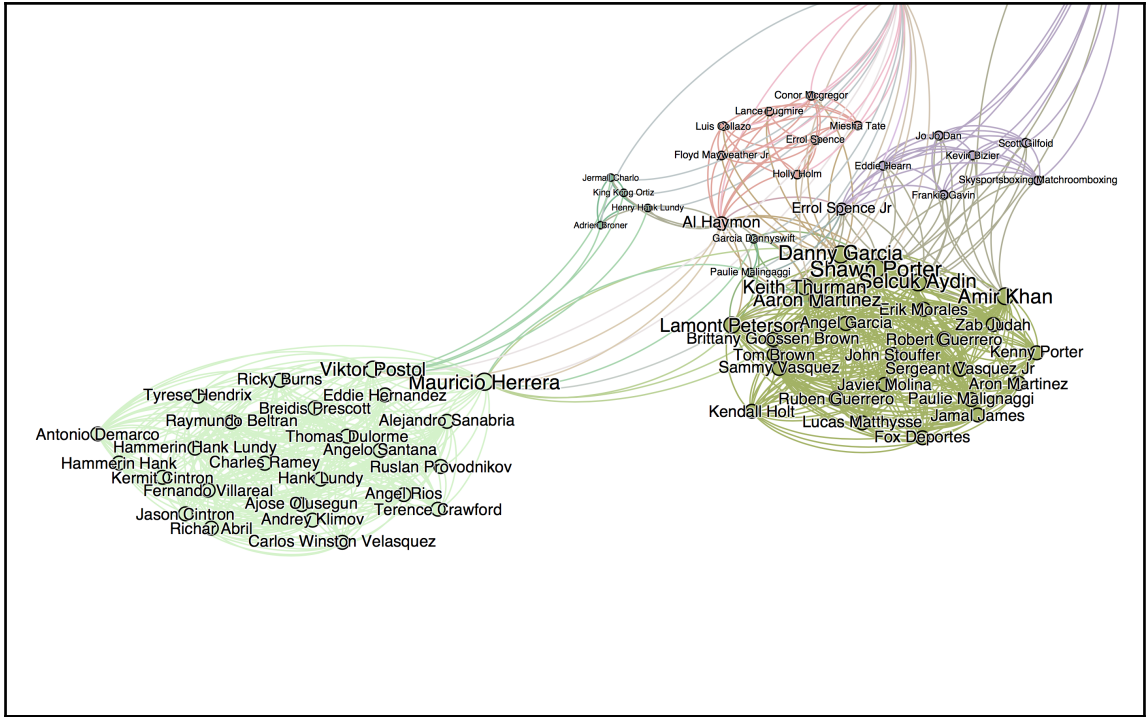 Conor Mcgregor
Lance Pugmire
Luis Collazo
Miesha Tate
Jo Jo Dan
Errol Spence
Scott Gilfoid
Floyd Mayweather Jr
Kevin Bizier
Eddie Hearn
Holly Holm
Jermall Charlo
Skysportsboxing Matchroomboxing
King Kong Ortiz
Frankie Gavin
Henry Hank Lundy
Errol Spence Jr
Al Haymon
Adrien Broner
Garcia Dannyswift
Danny Garcia
Shawn Porter
Paulie Malingaggi
Selcuk Aydin
Keith Thurman
Amir Khan
Aaron Martinez
Erik Morales
Lamont Peterson
Angel Garcia
Zab Judah
Brittany Goossen Brown
Robert Guerrero
Kenny Porter
Tom Brown
John Stouffer
Sammy Vasquez
Sergeant Vasquez Jr
Viktor Postol
Ricky Burns
Mauricio Herrera
Javier Molina
Aron Martinez
Tyrese Hendrix
Eddie Hernandez
Ruben Guerrero
Paulie Malignaggi
Breidis Prescott
Kendall Holt
Jamal James
Raymundo Beltran
Alejandro Sanabria
Lucas Matthysse
Antonio Demarco
Thomas Dulorme
Fox Deportes
Hammerin Hank Lundy
Angelo Santana
Hammerin Hank
Charles Ramey
Ruslan Provodnikov
Kermit Cintron
Hank Lundy
Fernando Villareal
Angel Rios
Ajose Olusegun
Terence Crawford
Jason Cintron
Andrey Klimov
Richar Abril
Carlos Winston Velasquez